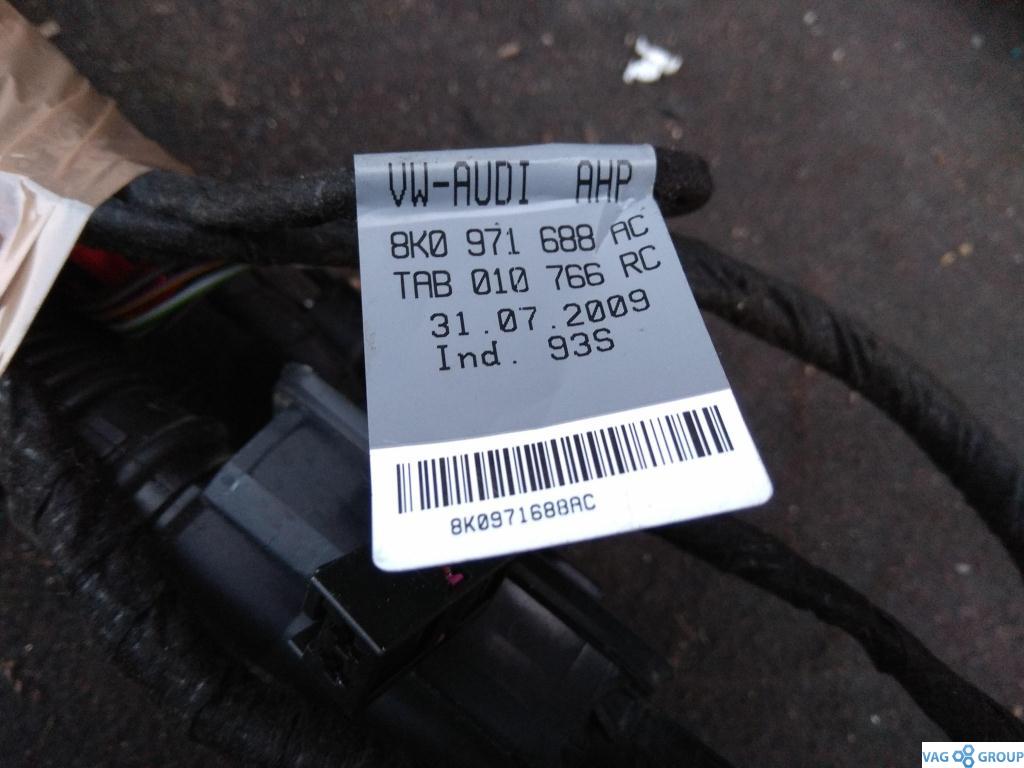 VW-AUDI AHP
8K0 971 688 AC
TAB 010 766 RC
31.07.2009
Ind. 93S
8K0971688AC
VAG GROUP